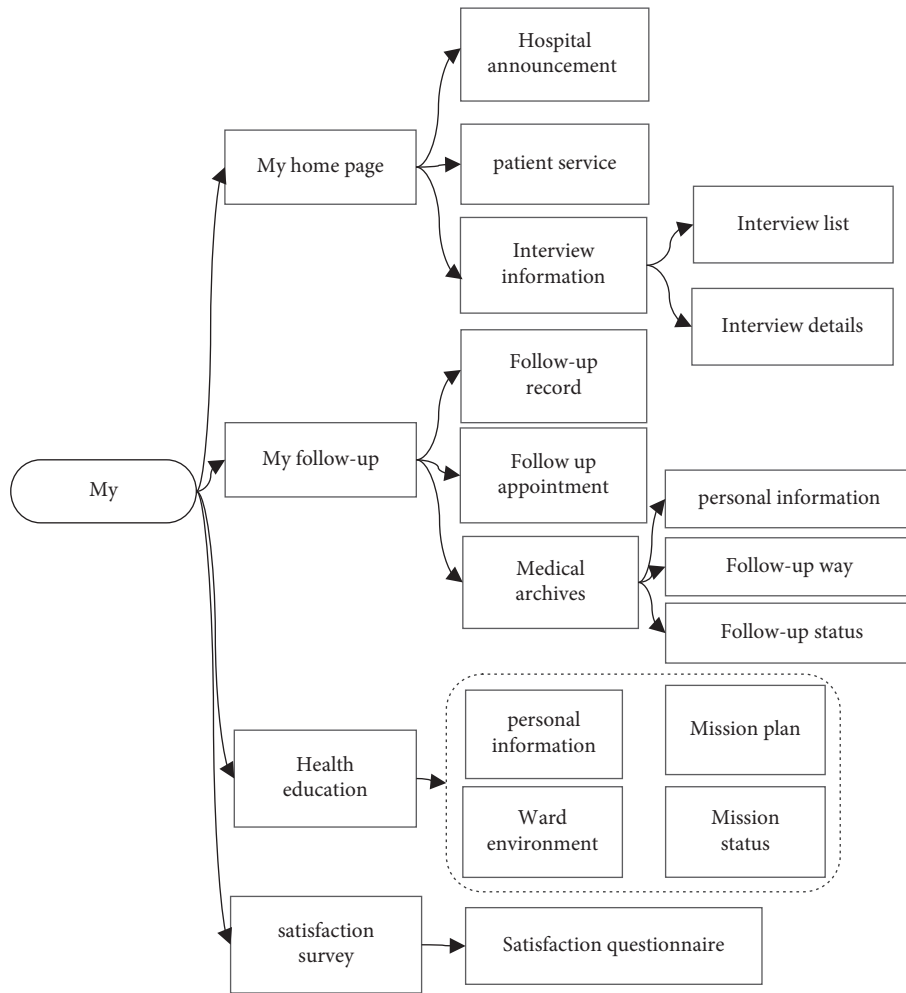 Hospital
announcement
My home page
patient service
Interview
information
Interview list
Interview details
Follow-up
record
My follow-up
Follow up
appointment
My
personal information
Medical
archives
Follow-up way
Follow-up status
Health
education
personal
information
Mission plan
Ward
environment
Mission
status
satisfaction
survey
Satisfaction questionnaire